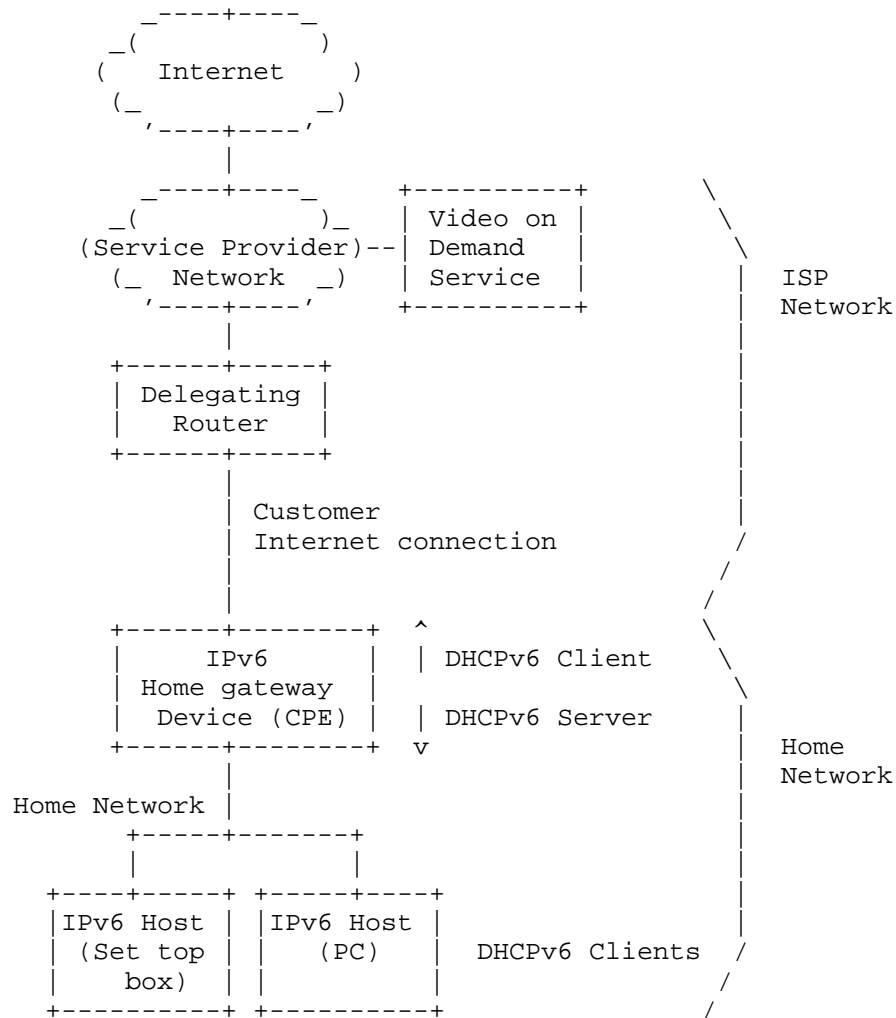 Internet
Video on
(Service Provider)-- Demand
Network Service ISP
Network
Delegating
Router
Customer
Internet connection
IPv6 DHCPv6 Client
Home gateway
Device (CPE) DHCPv6 Server
Home
Network
Home Network
IPv6 Host IPv6 Host
(Set top (PC) DHCPv6 Clients
box)